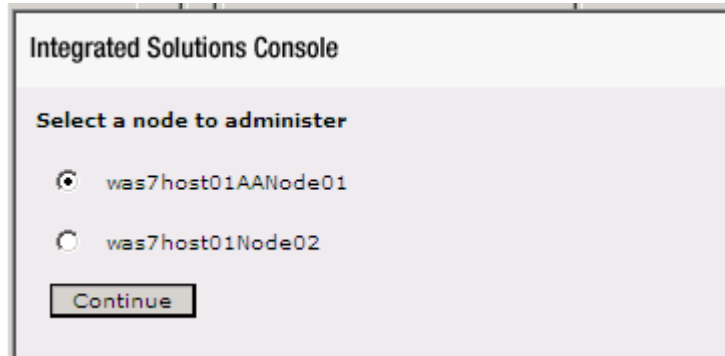 Integrated Solutions Console
Select a node to administer
was7host01AANode01
was7host01Node02
Continue